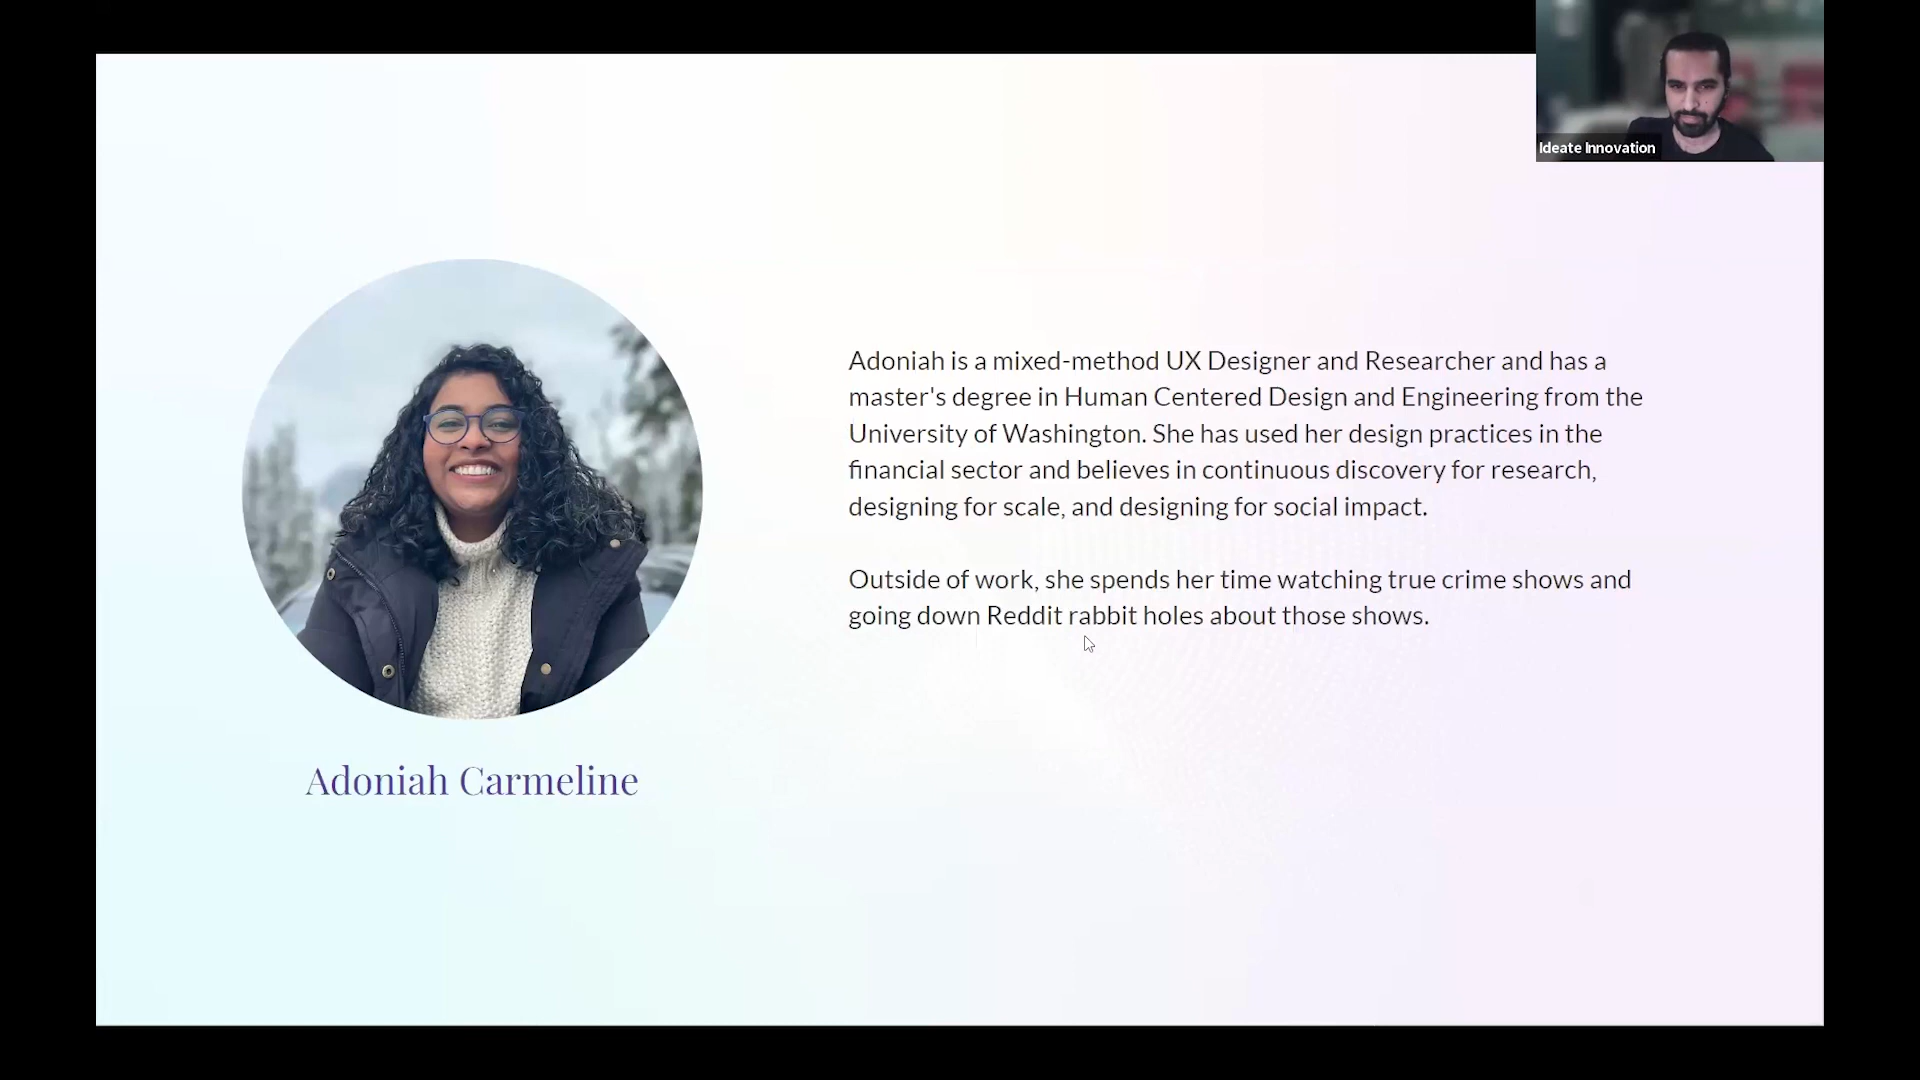 Ideate Innovation
Adoniah is a mixed-method UX Designer and Researcher and has a
master's degree in Human Centered Design and Engineering from the
University of Washington. She has used her design practices in the
financial sector and believes in continuous discovery for research,
designing for scale, and designing for social impact.
Outside of work, she spends her time watching true crime shows and
going down Reddit rabbit holes about those shows.
Adoniah Carmeline